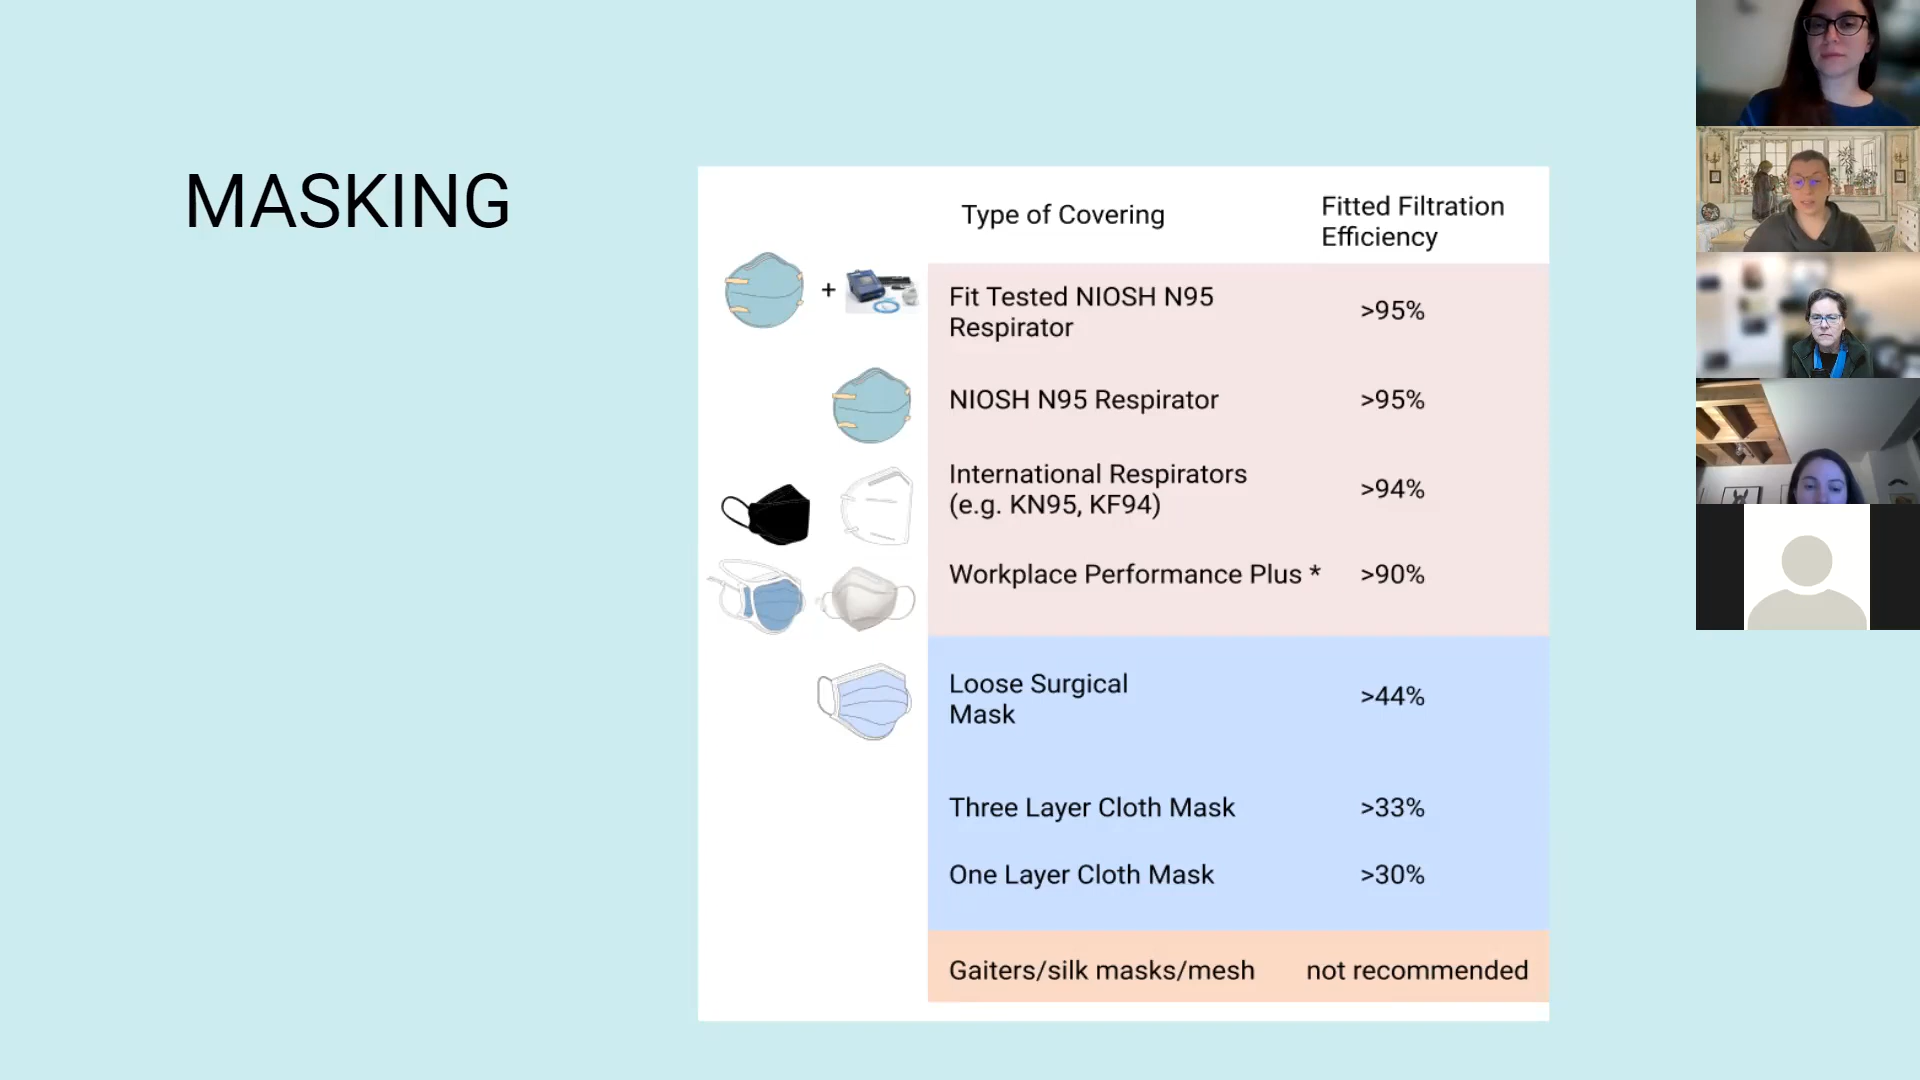 MASKING
Type of Covering
Fitted Filtration
Efficiency
+
Fit Tested NIOSH N95
Respirator
>95%
NIOSH N95 Respirator
>95%
International Respirators
(e.g. KN95, KF94)
>94%
Workplace Performance Plus *
>90%
Loose Surgical
Mask
>44%
Three Layer Cloth Mask
>33%
One Layer Cloth Mask
>30%
Gaiters/silk masks/mesh
not recommended